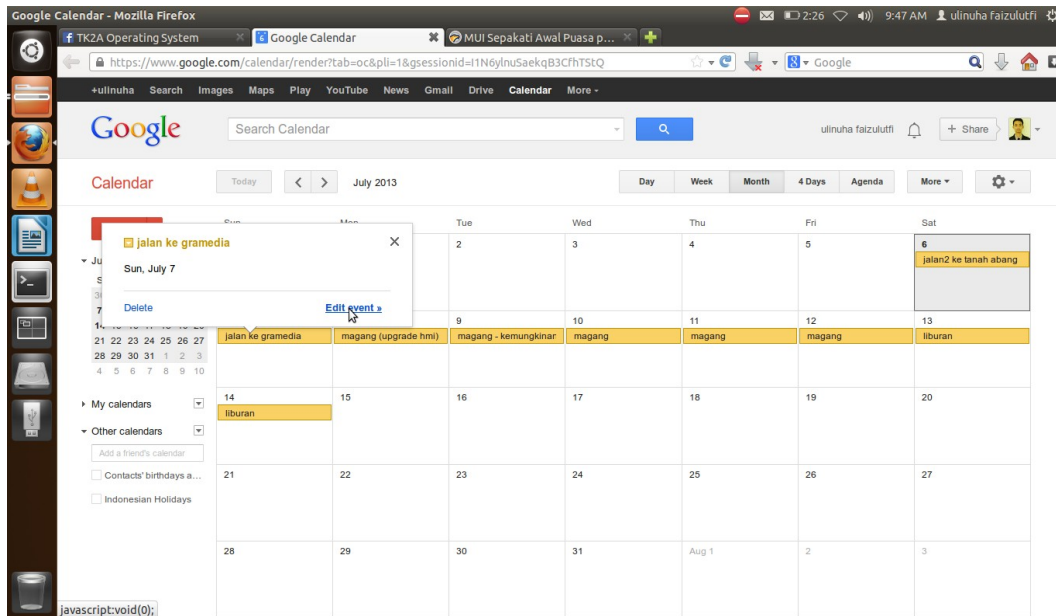 Google Calendar - Mozilla Firefox
2:26
9:47 AM
ulinuha faizulutfi
TK2A Operating System
Google Calendar
MUI Sepakati Awal Puasa p...
https://www.google.com/calendar/render?tab=oc&pli=1&gsessionid=I1N6ylnuSaekqB3CfhTStQ
Google
+ulinuha Search Images Maps Play YouTube News Gmail Drive Calendar More
Google
Search Calendar
ulinuha faizulutfi
+ Share
Calendar
Today
July 2013
Day Week Month 4 Days Agenda More
Tue Wed Thu Fri Sat
jalan ke gramedia
Sun, July 7
Delete
Edit event »
2 3 4 5 6
jalan2 ke tanah abang
9 10 11 12 13
jalan ke gramedia
magang (upgrade hmi)
magang - kemungkinar
magang
magang
magang
liburan
21 22 23 24 25 26 27
28 29 30 31 1 2 3
4 5 6 7 8 9 10
My calendars
Other calendars
Add a friend's calendar
Contacts' birthdays a...
Indonesian Holidays
14 15 16 17 18 19 20
liburan
21 22 23 24 25 26 27
28 29 30 31 Aug 1 2 3
javascript:void(0);